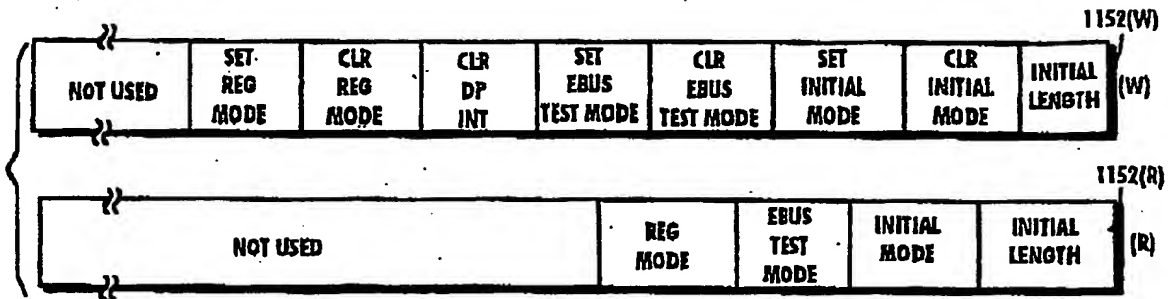 1152(W)
NOT USED
SET REG MODE
CLR REG MODE
CLR DP INT
SET EBUS TEST MODE
CLR EBUS TEST MODE
SET INITIAL MODE
CLR INITIAL MODE
INITIAL LENGTH
(W)
1152(R)
NOT USED
REG MODE
EBUS TEST MODE
INITIAL MODE
INITIAL LENGTH
(R)